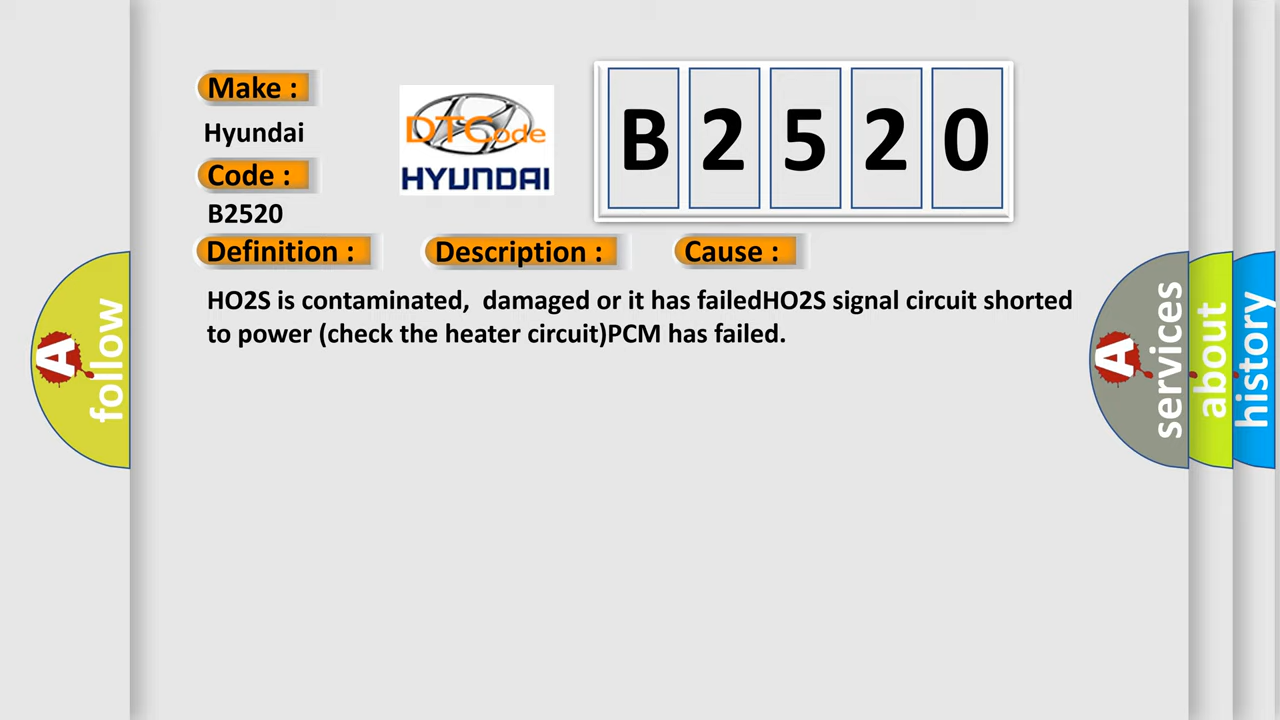 Make :
Hyundai
Code :
B2520
DTCode
HYUNDAI
B 2 5 2 0
Definition :
Description :
Cause :
HO2S is contaminated, damaged or it has failedHO2S signal circuit shorted
to power (check the heater circuit)PCM has failed.
A follow
A services
about
history